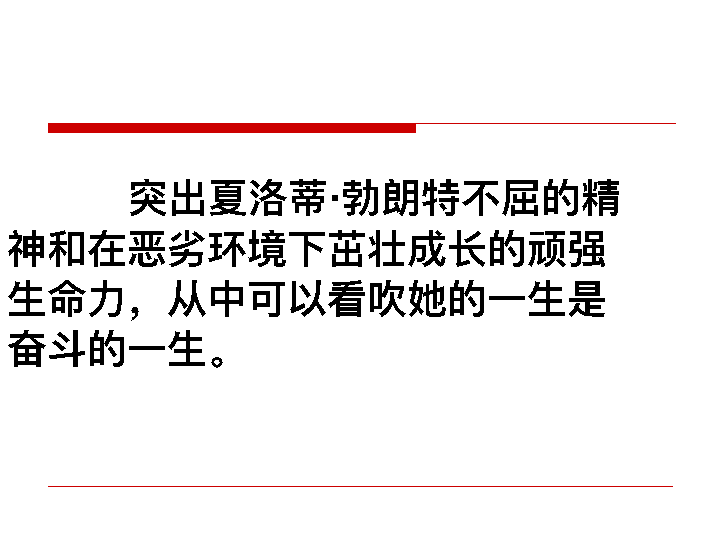 突出夏洛蒂·勃朗特不屈的精
神和在恶劣环境下茁壮成长的顽强
生命力，从中可以看吹她的一生是
奋斗的一生。